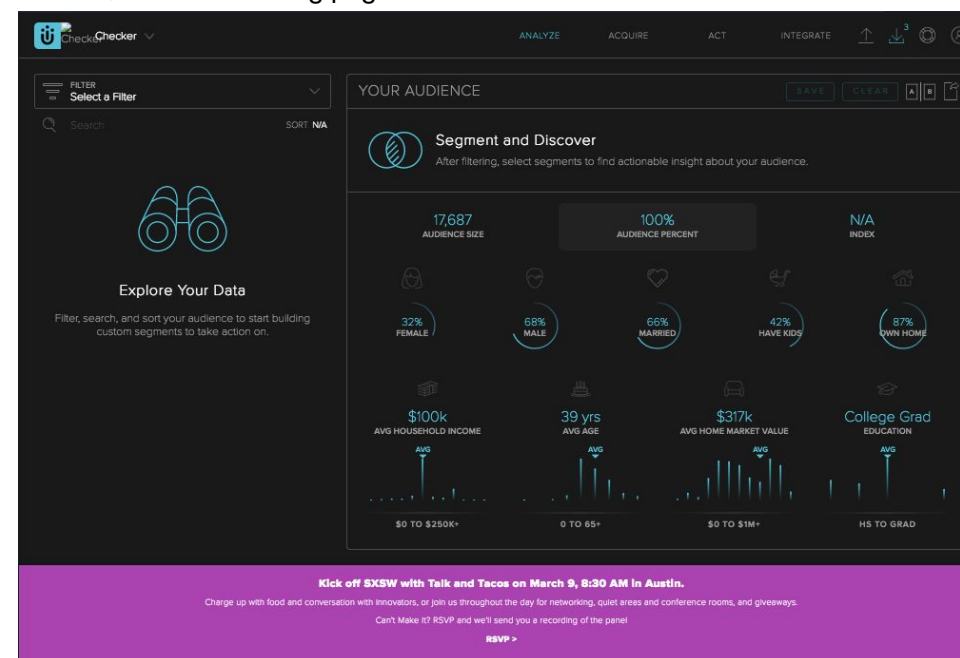 Checker Checker
ANALYZE ACQUIRE ACT INTEGRATE 3
FILTER
Select a Filter
Search SORT N/A
Explore Your Data
Filter, search, and sort your audience to start building
custom segments to take action on.
YOUR AUDIENCE SAVE CLEAR A B
Segment and Discover
After filtering, select segments to find actionable insight about your audience.
17,687 100% N/A
AUDIENCE SIZE AUDIENCE PERCENT INDEX
32% 68% 66% 42% 87%
FEMALE MALE MARRIED HAVE KIDS OWN HOME
$100k 39 yrs $317k College Grad
AVG HOUSEHOLD INCOME AVG AGE AVG HOME MARKET VALUE EDUCATION
AVG AVG AVG AVG
$0 TO $250K+ 0 TO 65+ $0 TO $1M+ HS TO GRAD
Kick off SXSW with Talk and Tacos on March 9, 8:30 AM in Austin.
Charge up with food and conversation with innovators, or join us throughout the day for networking, quiet areas and conference rooms, and giveaways.
Can't Make It? RSVP and we'll send you a recording of the panel
RSVP >